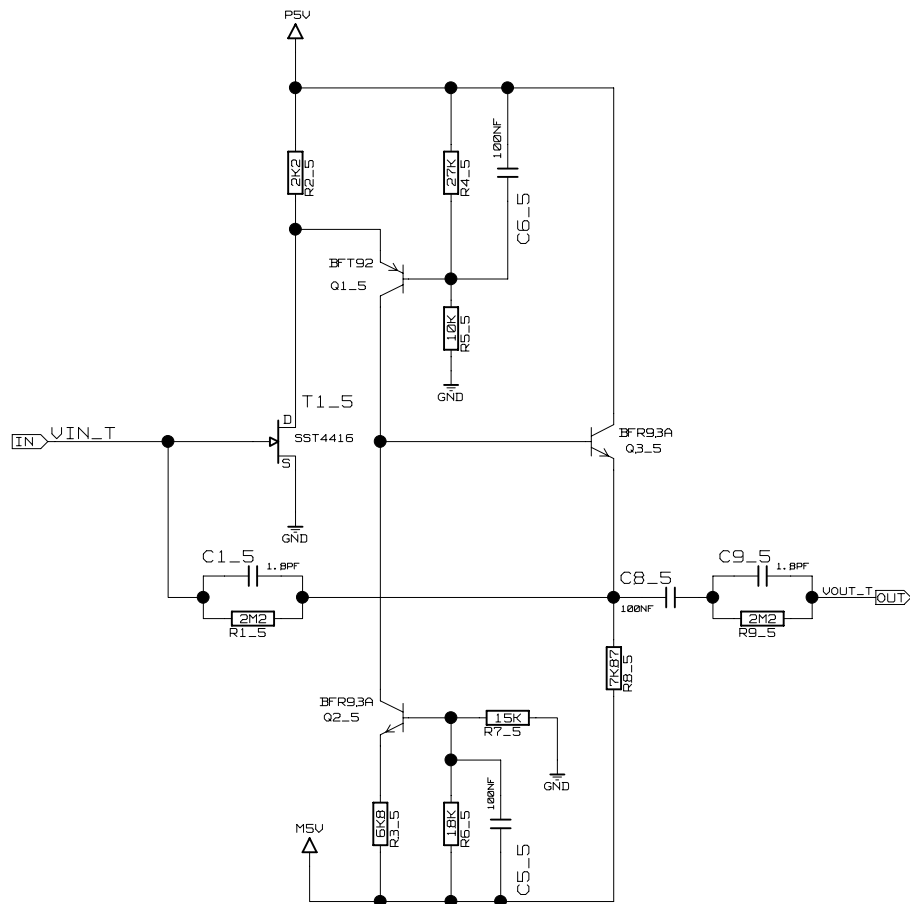 P5V
2K2
R2_5
27K
R4_5
100NF
C6_5
BFT92
Q1_5
10K
R5_5
GND
T1_5
D
SST4416
S
IN
VIN_T
BFR93A
Q3_5
GND
C1_5
1.8PF
2M2
R1_5
C8_5
100NF
C9_5
1.8PF
2M2
R9_5
VOUT_T
OUT
7K87
R8_5
BFR93A
Q2_5
15K
R7_5
GND
M5V
6K8
R3_5
18K
R6_5
100NF
C5_5